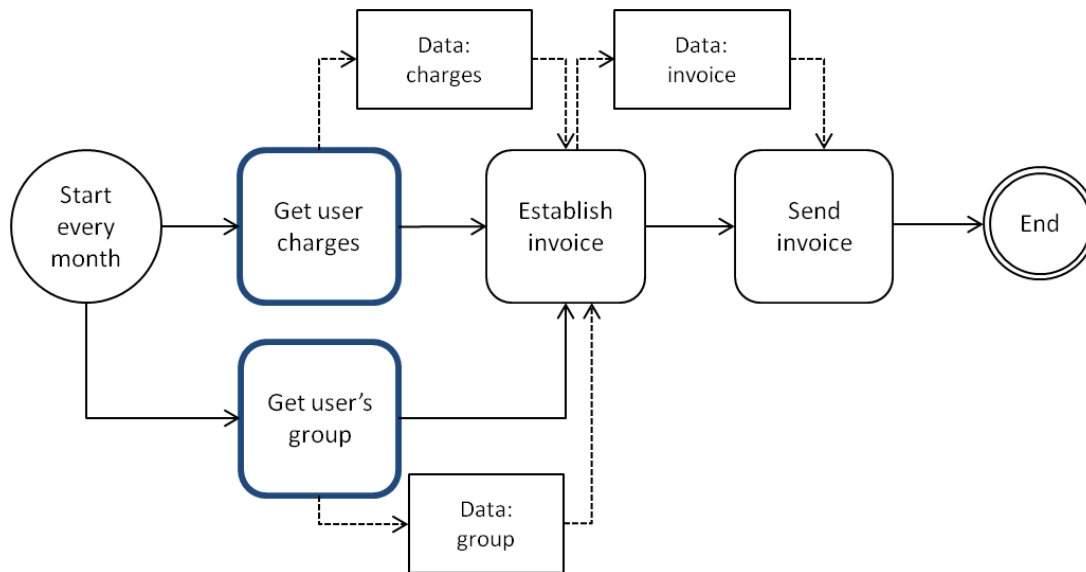 Data:
charges
Data:
invoice
Start
every
month
Get user
charges
Establish
invoice
Send
invoice
End
Get user’s
group
Data:
group